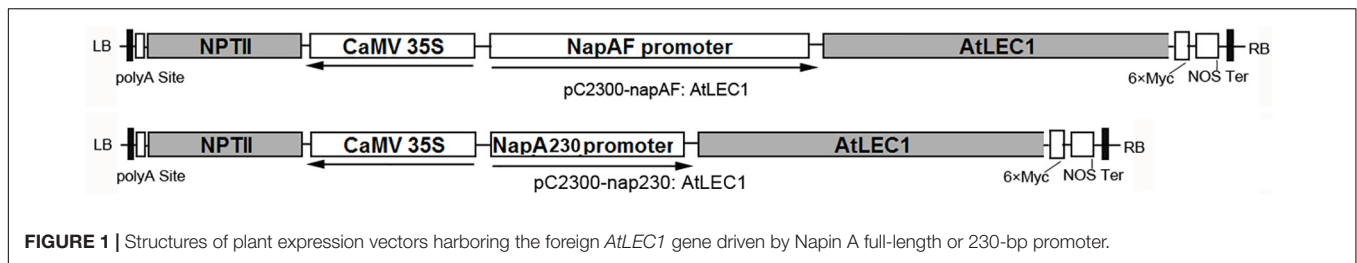 LB NPTII CaMV 35S NapAF promoter AtLEC1 RB
polyA Site 6×Myc NOS Ter
pC2300-napAF: AtLEC1
LB NPTII CaMV 35S NapA230promoter AtLEC1 RB
polyA Site 6×Myc NOS Ter
pC2300-nap230: AtLEC1
FIGURE 1 | Structures of plant expression vectors harboring the foreign AtLEC1 gene driven by Napin A full-length or 230-bp promoter.